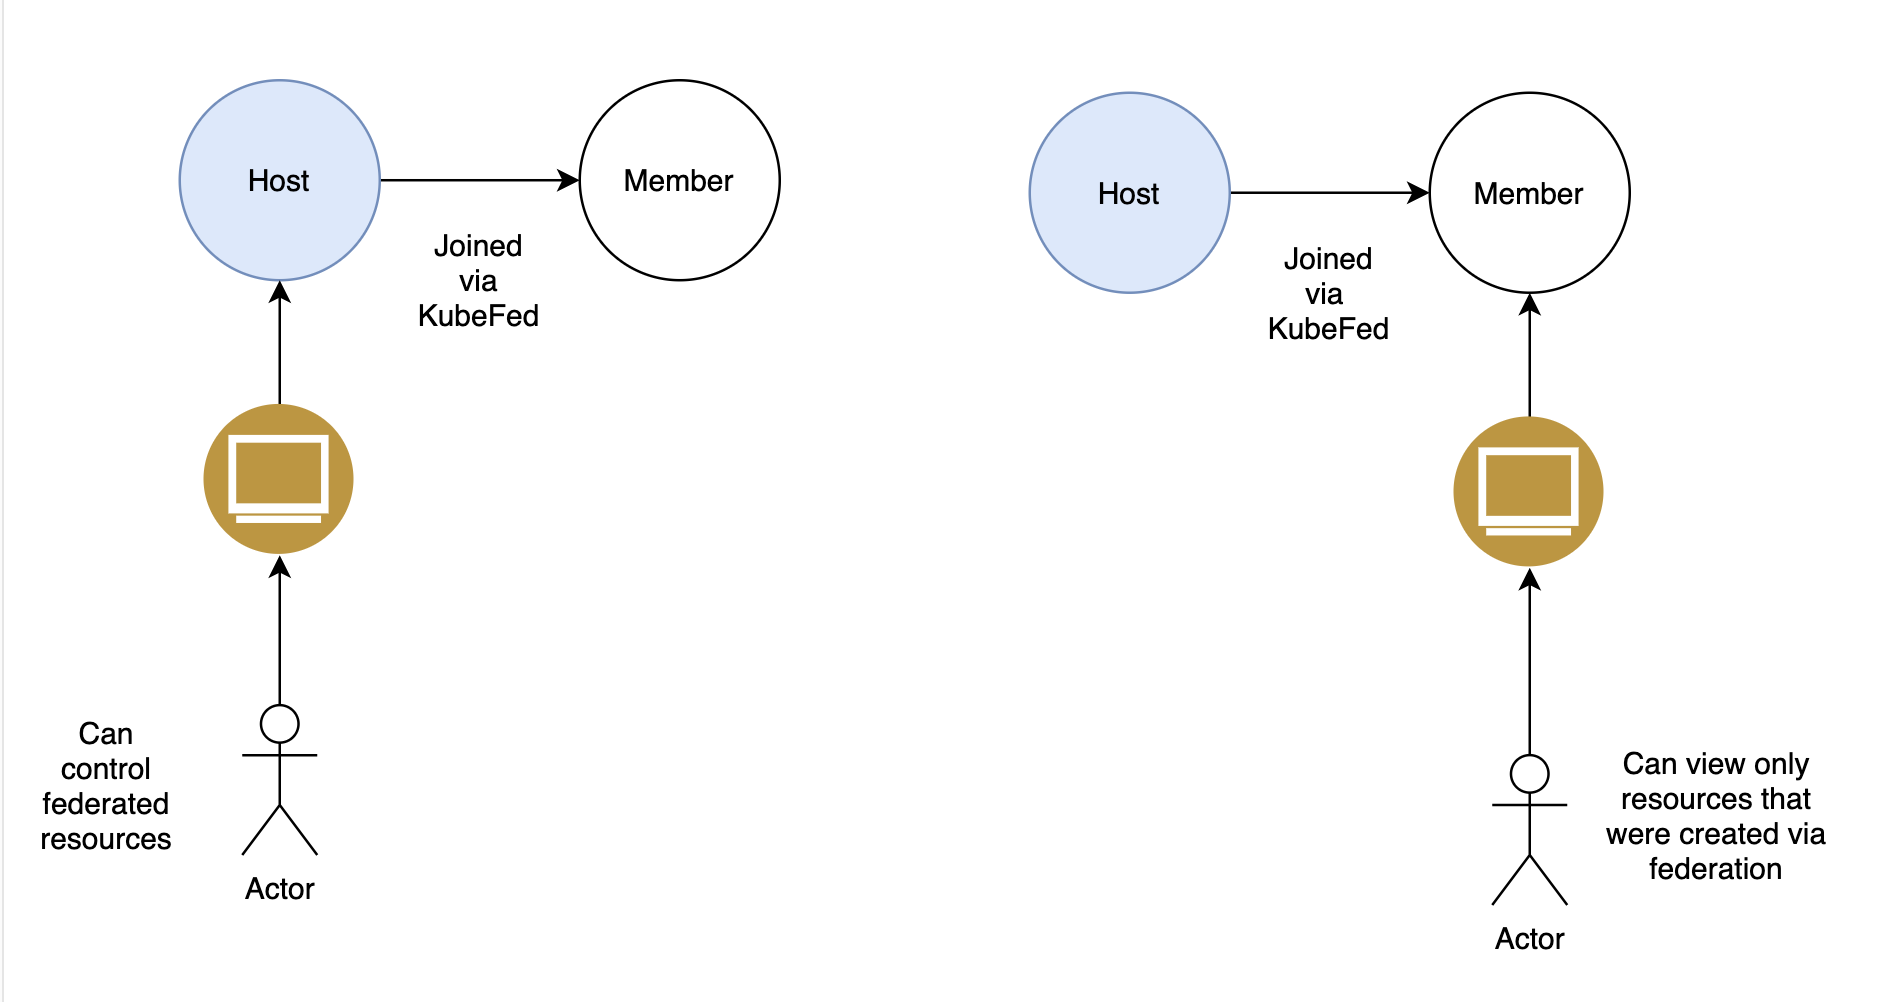 Host
Member
Joined
via
KubeFed
Can
control
federated
resources
Actor
Host
Member
Joined
via
KubeFed
Can view only
resources that
were created via
federation
Actor